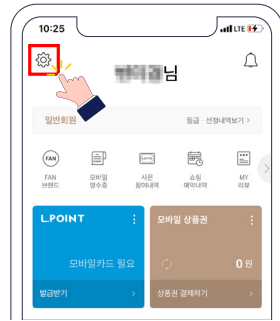 10:25 LTE
님
일반회원 등급 · 선정내역보기 >
FAN
FAN 브랜드
모바일 영수증
사은 참여내역
쇼핑 예약내역
MY 리뷰
L.POINT
모바일카드 필요
발급받기 >
모바일 상품권
0 원
상품권 결제하기 >